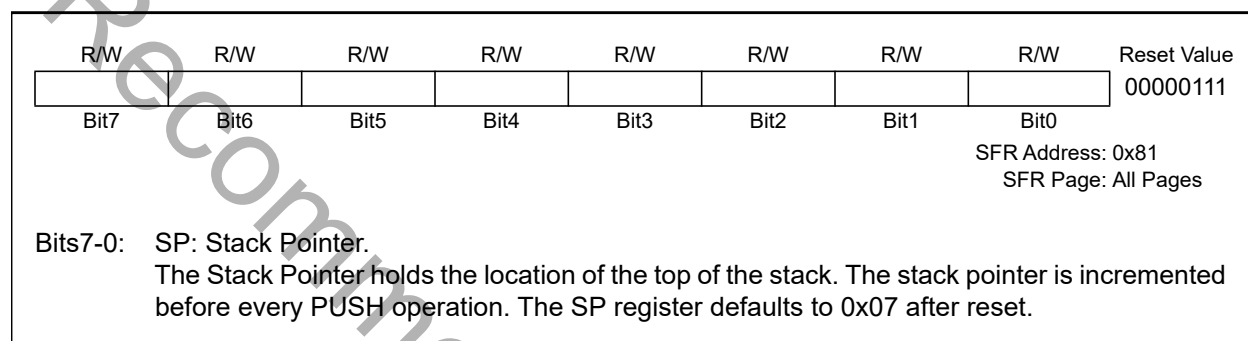 R/W R/W R/W R/W R/W R/W R/W R/W Reset Value
00000111
Bit7 Bit6 Bit5 Bit4 Bit3 Bit2 Bit1 Bit0
SFR Address: 0x81
SFR Page: All Pages
Bits7-0: SP: Stack Pointer.
The Stack Pointer holds the location of the top of the stack. The stack pointer is incremented
before every PUSH operation. The SP register defaults to 0x07 after reset.
Recomm